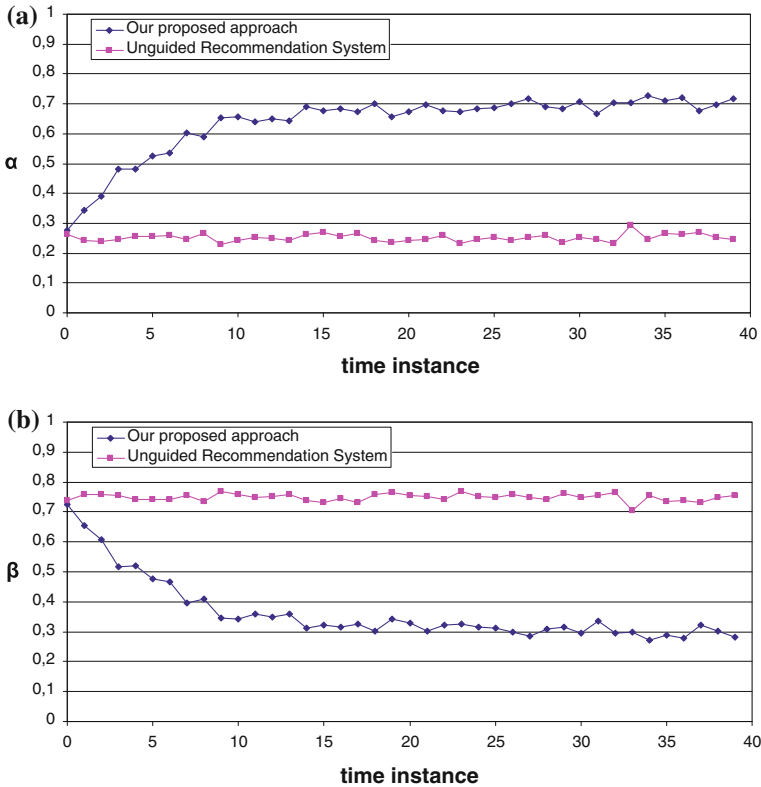 (a)
1
0,9
0,8
0,7
0,6
0,5
0,4
0,3
0,2
0,1
0
α
Our proposed approach
Unguided Recommendation System
0 5 10 15 20 25 30 35 40
time instance
(b)
1
0,9
0,8
0,7
0,6
0,5
0,4
0,3
0,2
0,1
0
β
Our proposed approach
Unguided Recommendation System
0 5 10 15 20 25 30 35 40
time instance